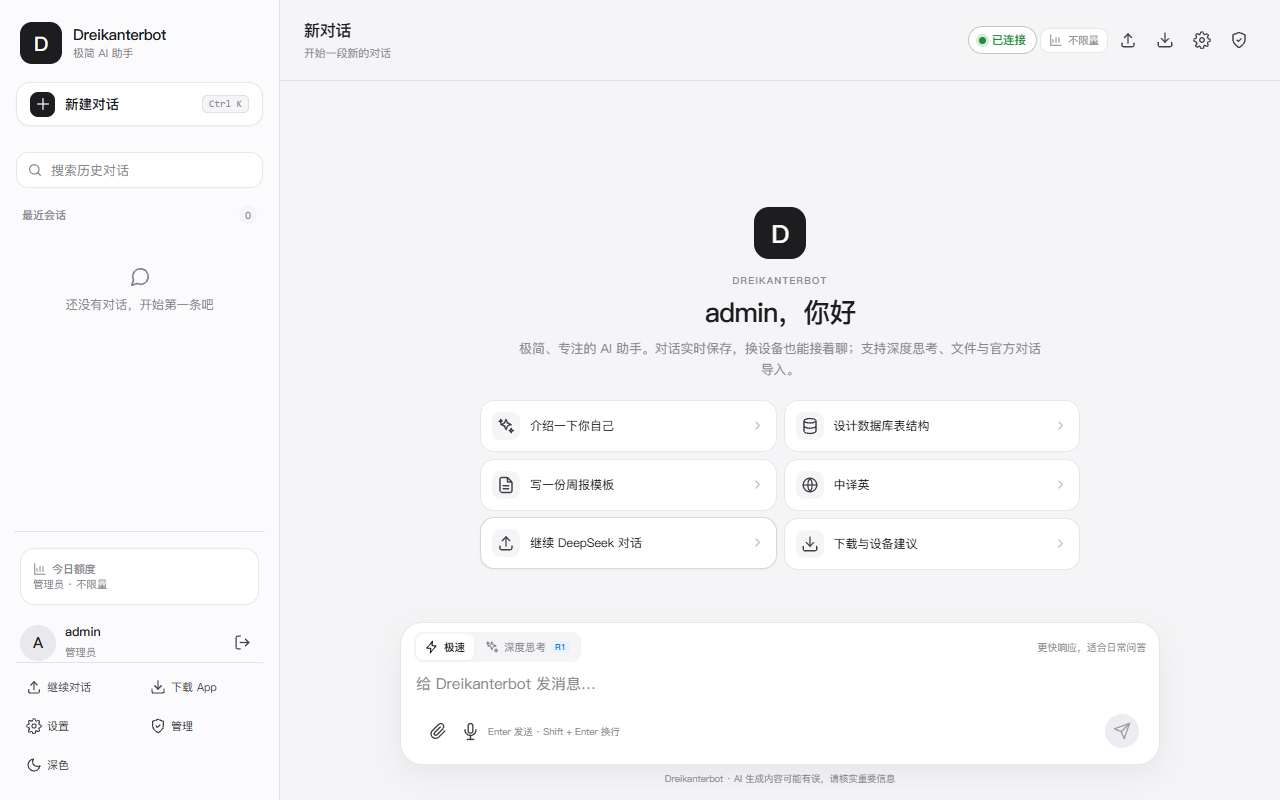 D
Dreikanterbot
极简 AI 助手
新建对话
Ctrl K
搜索历史对话
最近会话
0
还没有对话，开始第一条吧
今日额度
管理员 · 不限量
A
admin
管理员
继续对话
下载 App
设置
管理
深色
新对话
开始一段新的对话
已连接
不限量
D
DREIKANTERBOT
admin，你好
极简、专注的 AI 助手。对话实时保存，换设备也能接着聊；支持深度思考、文件与官方对话
导入。
介绍一下你自己
设计数据库表结构
写一份周报模板
中译英
继续 DeepSeek 对话
下载与设备建议
极速
深度思考
R1
更快响应，适合日常问答
给 Dreikanterbot 发消息...
Enter 发送 · Shift + Enter 换行
Dreikanterbot · AI 生成内容可能有误，请核实重要信息